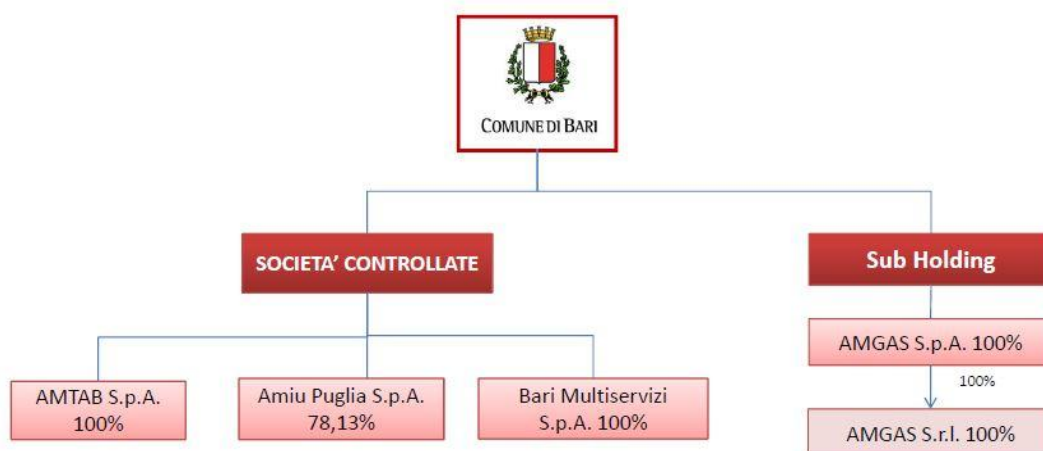 COMUNE DI BARI
SOCIETA’ CONTROLLATE
Sub Holding
AMTAB S.p.A.
100%
Amiu Puglia S.p.A.
78,13%
Bari Multiservizi
S.p.A. 100%
AMGAS S.p.A. 100%
100%
AMGAS S.r.l. 100%